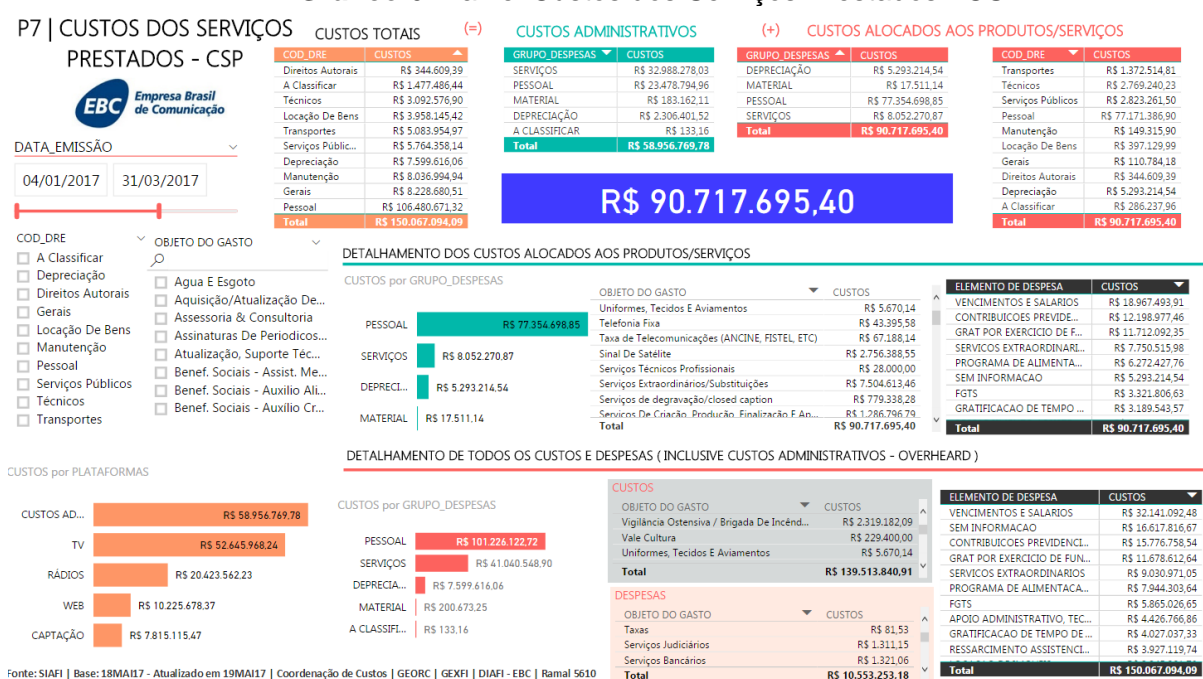 P7 | CUSTOS DOS SERVIÇOS
PRESTADOS - CSP
EBC Empresa Brasil
de Comunicação
DATA_EMISSÃO
04/01/2017 31/03/2017
CUSTOS TOTAIS
COD_DRE CUSTOS
Direitos Autorais R$ 344.609,39
A Classificar R$ 1.477.486,44
Técnicos R$ 3.092.576,90
Locação De Bens R$ 3.958.145,42
Transportes R$ 5.083.954,97
Serviços Públic... R$ 5.764.358,14
Depreciação R$ 7.599.616,06
Manutenção R$ 8.036.994,94
Gerais R$ 8.228.680,51
Pessoal R$ 106.480.671,32
Total R$ 150.067.094,09
(=)
CUSTOS ADMINISTRATIVOS
GRUPO_DESPESAS CUSTOS
SERVIÇOS R$ 32.988.278,03
PESSOAL R$ 23.478.794,96
MATERIAL R$ 183.162,11
DEPRECIAÇÃO R$ 2.306.401,52
A CLASSIFICAR R$ 133,16
Total R$ 58.956.769,78
(+)
CUSTOS ALOCADOS AOS PRODUTOS/SERVIÇOS
GRUPO_DESPESAS CUSTOS
DEPRECIAÇÃO R$ 5.293.214,54
MATERIAL R$ 17.511,14
PESSOAL R$ 77.354.698,85
SERVIÇOS R$ 8.052.270,87
Total R$ 90.717.695,40
COD_DRE CUSTOS
Transportes R$ 1.372.514,81
Técnicos R$ 2.769.240,23
Serviços Públicos R$ 2.823.261,50
Pessoal R$ 77.171.386,90
Manutenção R$ 149.315,90
Locação De Bens R$ 397.129,99
Gerais R$ 110.784,18
Direitos Autorais R$ 344.609,39
Depreciação R$ 5.293.214,54
A Classificar R$ 286.237,96
Total R$ 90.717.695,40
R$ 90.717.695,40
COD_DRE
A Classificar
Depreciação
Direitos Autorais
Gerais
Locação De Bens
Manutenção
Pessoal
Serviços Públicos
Técnicos
Transportes
OBJETO DO GASTO
Agua E Esgoto
Aquisição/Atualização De...
Assessoria & Consultoria
Assinaturas De Periodicos...
Atualização, Suporte Téc...
Benef. Sociais - Assist. Me...
Benef. Sociais - Auxilio Ali...
Benef. Sociais - Auxílio Cr...
DETALHAMENTO DOS CUSTOS ALOCADOS AOS PRODUTOS/SERVIÇOS
CUSTOS por GRUPO_DESPESAS
PESSOAL R$ 77.354.698,85
SERVIÇOS R$ 8.052.270,87
DEPRECI... R$ 5.293.214,54
MATERIAL R$ 17.511,14
OBJETO DO GASTO CUSTOS
Uniformes, Tecidos E Aviamentos R$ 5.670,14
Telefonia Fixa R$ 43.395,58
Taxa de Telecomunicações (ANCINE, FISTEL, ETC) R$ 67.188,14
Sinal De Satélite R$ 2.756.388,55
Serviços Técnicos Profissionais R$ 28.000,00
Serviços Extraordinários/Substituições R$ 7.504.613,46
Serviços de degravação/closed caption R$ 779.338,28
Serviços De Criação, Produção, Finalização E Ap... R$ 1.286.796,79
Total R$ 90.717.695,40
ELEMENTO DE DESPESA CUSTOS
VENCIMENTOS E SALARIOS R$ 18.967.493,91
CONTRIBUICOES PREVIDE... R$ 12.198.977,46
GRAT POR EXERCICIO DE F... R$ 11.712.092,35
SERVICOS EXTRAORDINARI... R$ 7.750.515,98
PROGRAMA DE ALIMENTA... R$ 6.272.427,76
SEM INFORMACAO R$ 5.293.214,54
FGTS R$ 3.321.806,63
GRATIFICACAO DE TEMPO ... R$ 3.189.543,57
Total R$ 90.717.695,40
DETALHAMENTO DE TODOS OS CUSTOS E DESPESAS ( INCLUSIVE CUSTOS ADMINISTRATIVOS - OVERHEARD )
CUSTOS por PLATAFORMAS
CUSTOS AD... R$ 58.956.769,78
TV R$ 52.645.968,24
RÁDIOS R$ 20.423.562,23
WEB R$ 10.225.678,37
CAPTAÇÃO R$ 7.815.115,47
CUSTOS por GRUPO_DESPESAS
PESSOAL R$ 101.226.122,72
SERVIÇOS R$ 41.040.548,90
DEPRECIA... R$ 7.599.616,06
MATERIAL R$ 200.673,25
A CLASSIFI... R$ 133,16
CUSTOS
OBJETO DO GASTO CUSTOS
Vigilância Ostensiva / Brigada De Incênd... R$ 2.319.182,09
Vale Cultura R$ 229.400,00
Uniformes, Tecidos E Aviamentos R$ 5.670,14
Total R$ 139.513.840,91
DESPESAS
OBJETO DO GASTO CUSTOS
Taxas R$ 81,53
Serviços Judiciários R$ 1.311,15
Serviços Bancários R$ 1.321,06
Total R$ 10.553.253,18
ELEMENTO DE DESPESA CUSTOS
VENCIMENTOS E SALARIOS R$ 32.141.092,48
SEM INFORMACAO R$ 16.617.816,67
CONTRIBUICOES PREVIDENCI... R$ 15.776.758,54
GRAT POR EXERCICIO DE FUN... R$ 11.678.612,64
SERVICOS EXTRAORDINARIOS R$ 9.030.971,05
PROGRAMA DE ALIMENTACA... R$ 7.944.303,64
FGTS R$ 5.865.026,65
APOIO ADMINISTRATIVO, TEC... R$ 4.426.766,86
GRATIFICACAO DE TEMPO DE ... R$ 4.027.037,33
RESSARCIMENTO ASSISTENCI... R$ 3.927.119,74
Total R$ 150.067.094,09
Fonte: SIAFI | Base: 18MAI17 - Atualizado em 19MAI17 | Coordenação de Custos | GEORC | GEXFI | DIAFI - EBC | Ramal 5610